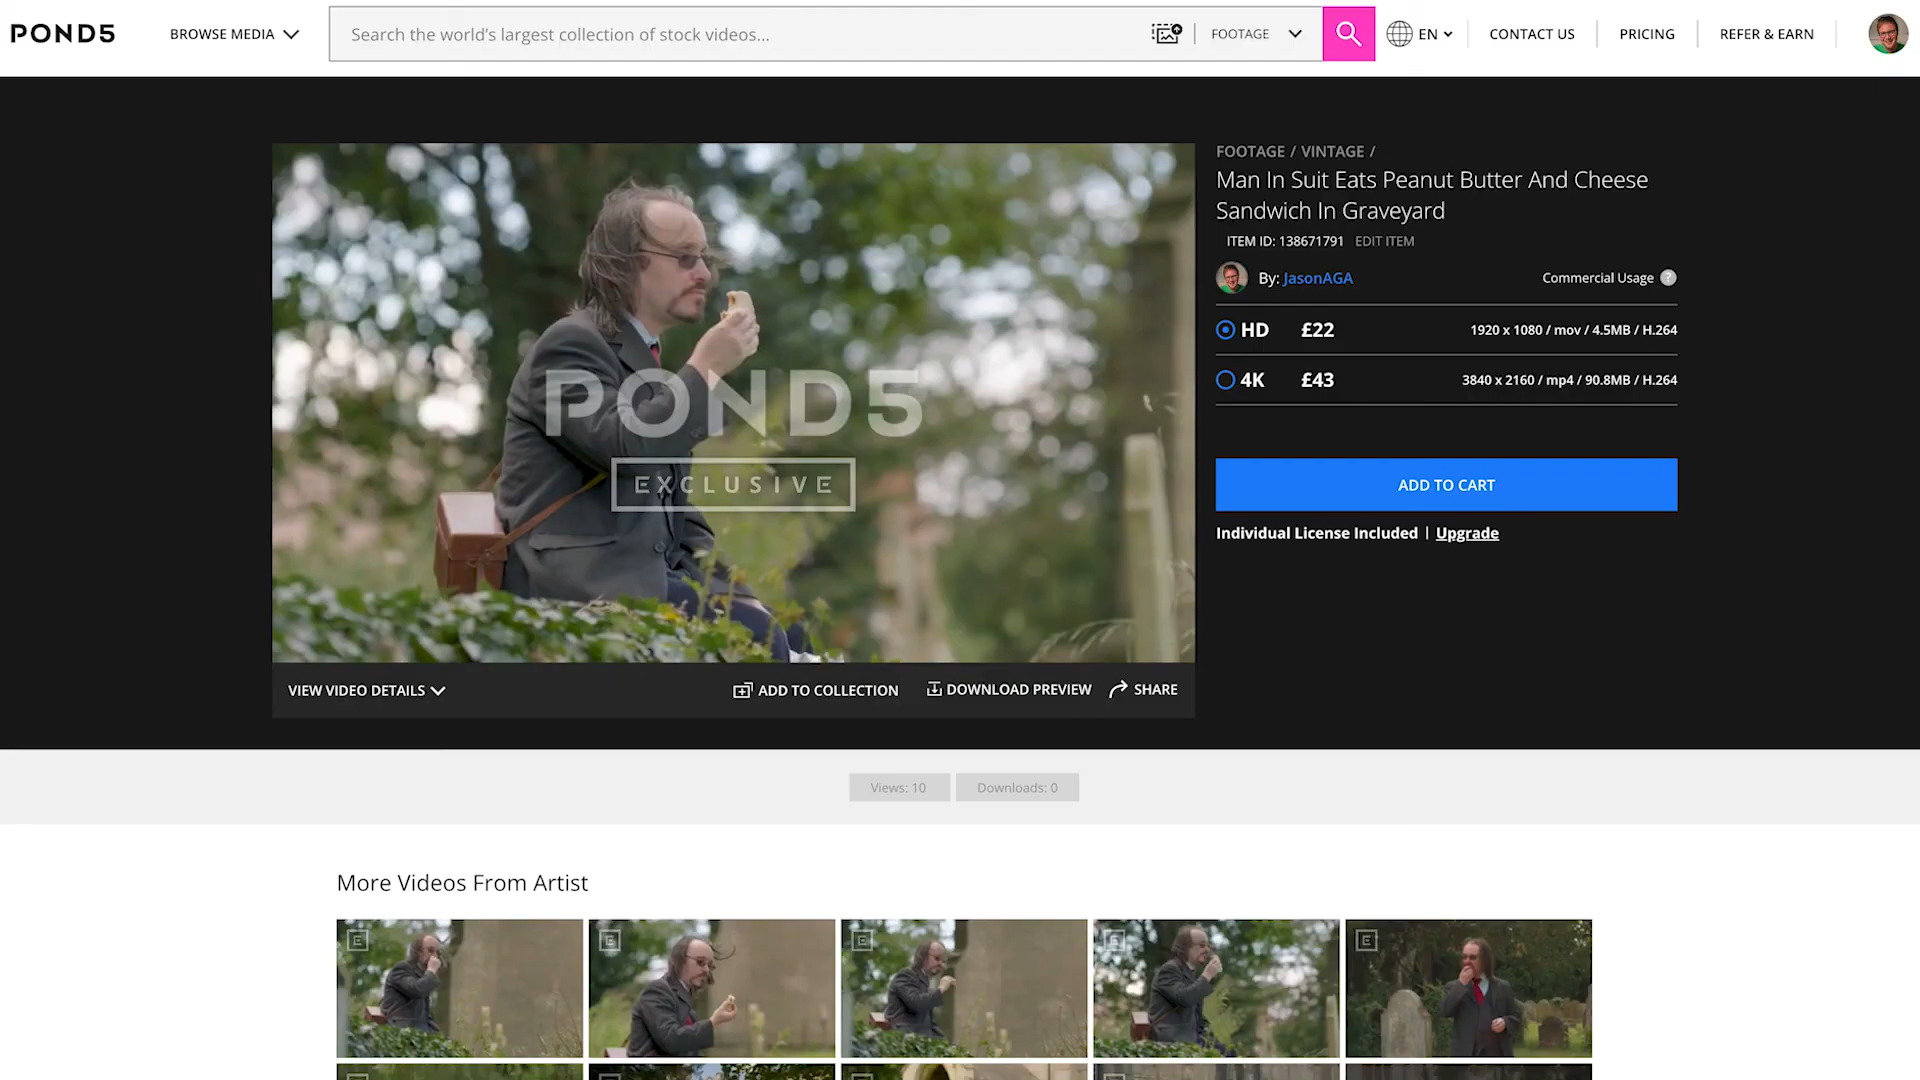 POND5
BROWSE MEDIA
Search the world's largest collection of stock videos...
FOOTAGE
EN
CONTACT US
PRICING
REFER & EARN
FOOTAGE / VINTAGE /
Man In Suit Eats Peanut Butter And Cheese
Sandwich In Graveyard
ITEM ID: 138671791 EDIT ITEM
By: JasonAGA
Commercial Usage ?
HD £22 1920 x 1080 / mov / 4.5MB / H.264
4K £43 3840 x 2160 / mp4 / 90.8MB / H.264
ADD TO CART
Individual License Included | Upgrade
POND5
EXCLUSIVE
VIEW VIDEO DETAILS
ADD TO COLLECTION
DOWNLOAD PREVIEW
SHARE
Views: 10
Downloads: 0
More Videos From Artist
E
E
E
E
E